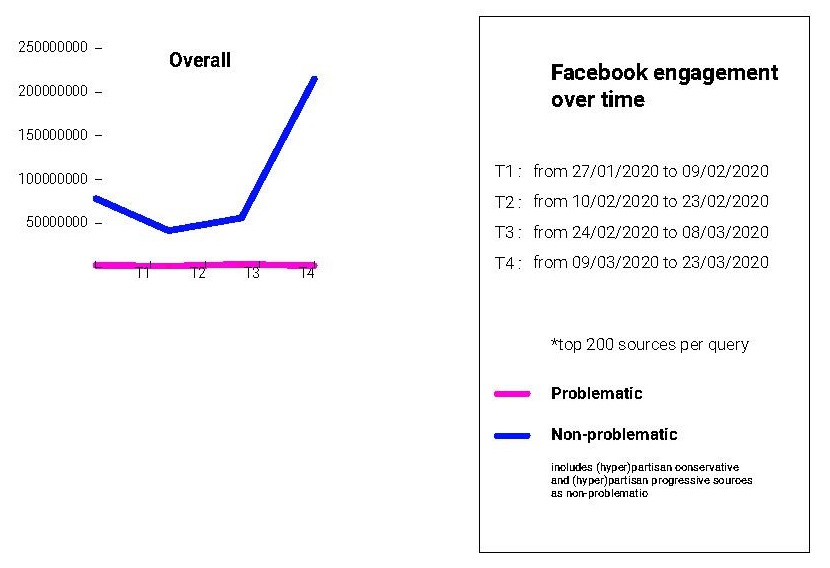 Overall
250000000
200000000
150000000
100000000
50000000
T1 T2 T3 T4
Facebook engagement
over time
T1 : from 27/01/2020 to 09/02/2020
T2 : from 10/02/2020 to 23/02/2020
T3 : from 24/02/2020 to 08/03/2020
T4 : from 09/03/2020 to 23/03/2020
*top 200 sources per query
Problematic
Non-problematic
includes (hyper)partisan conservative
and (hyper)partisan progressive sources
as non-problematio